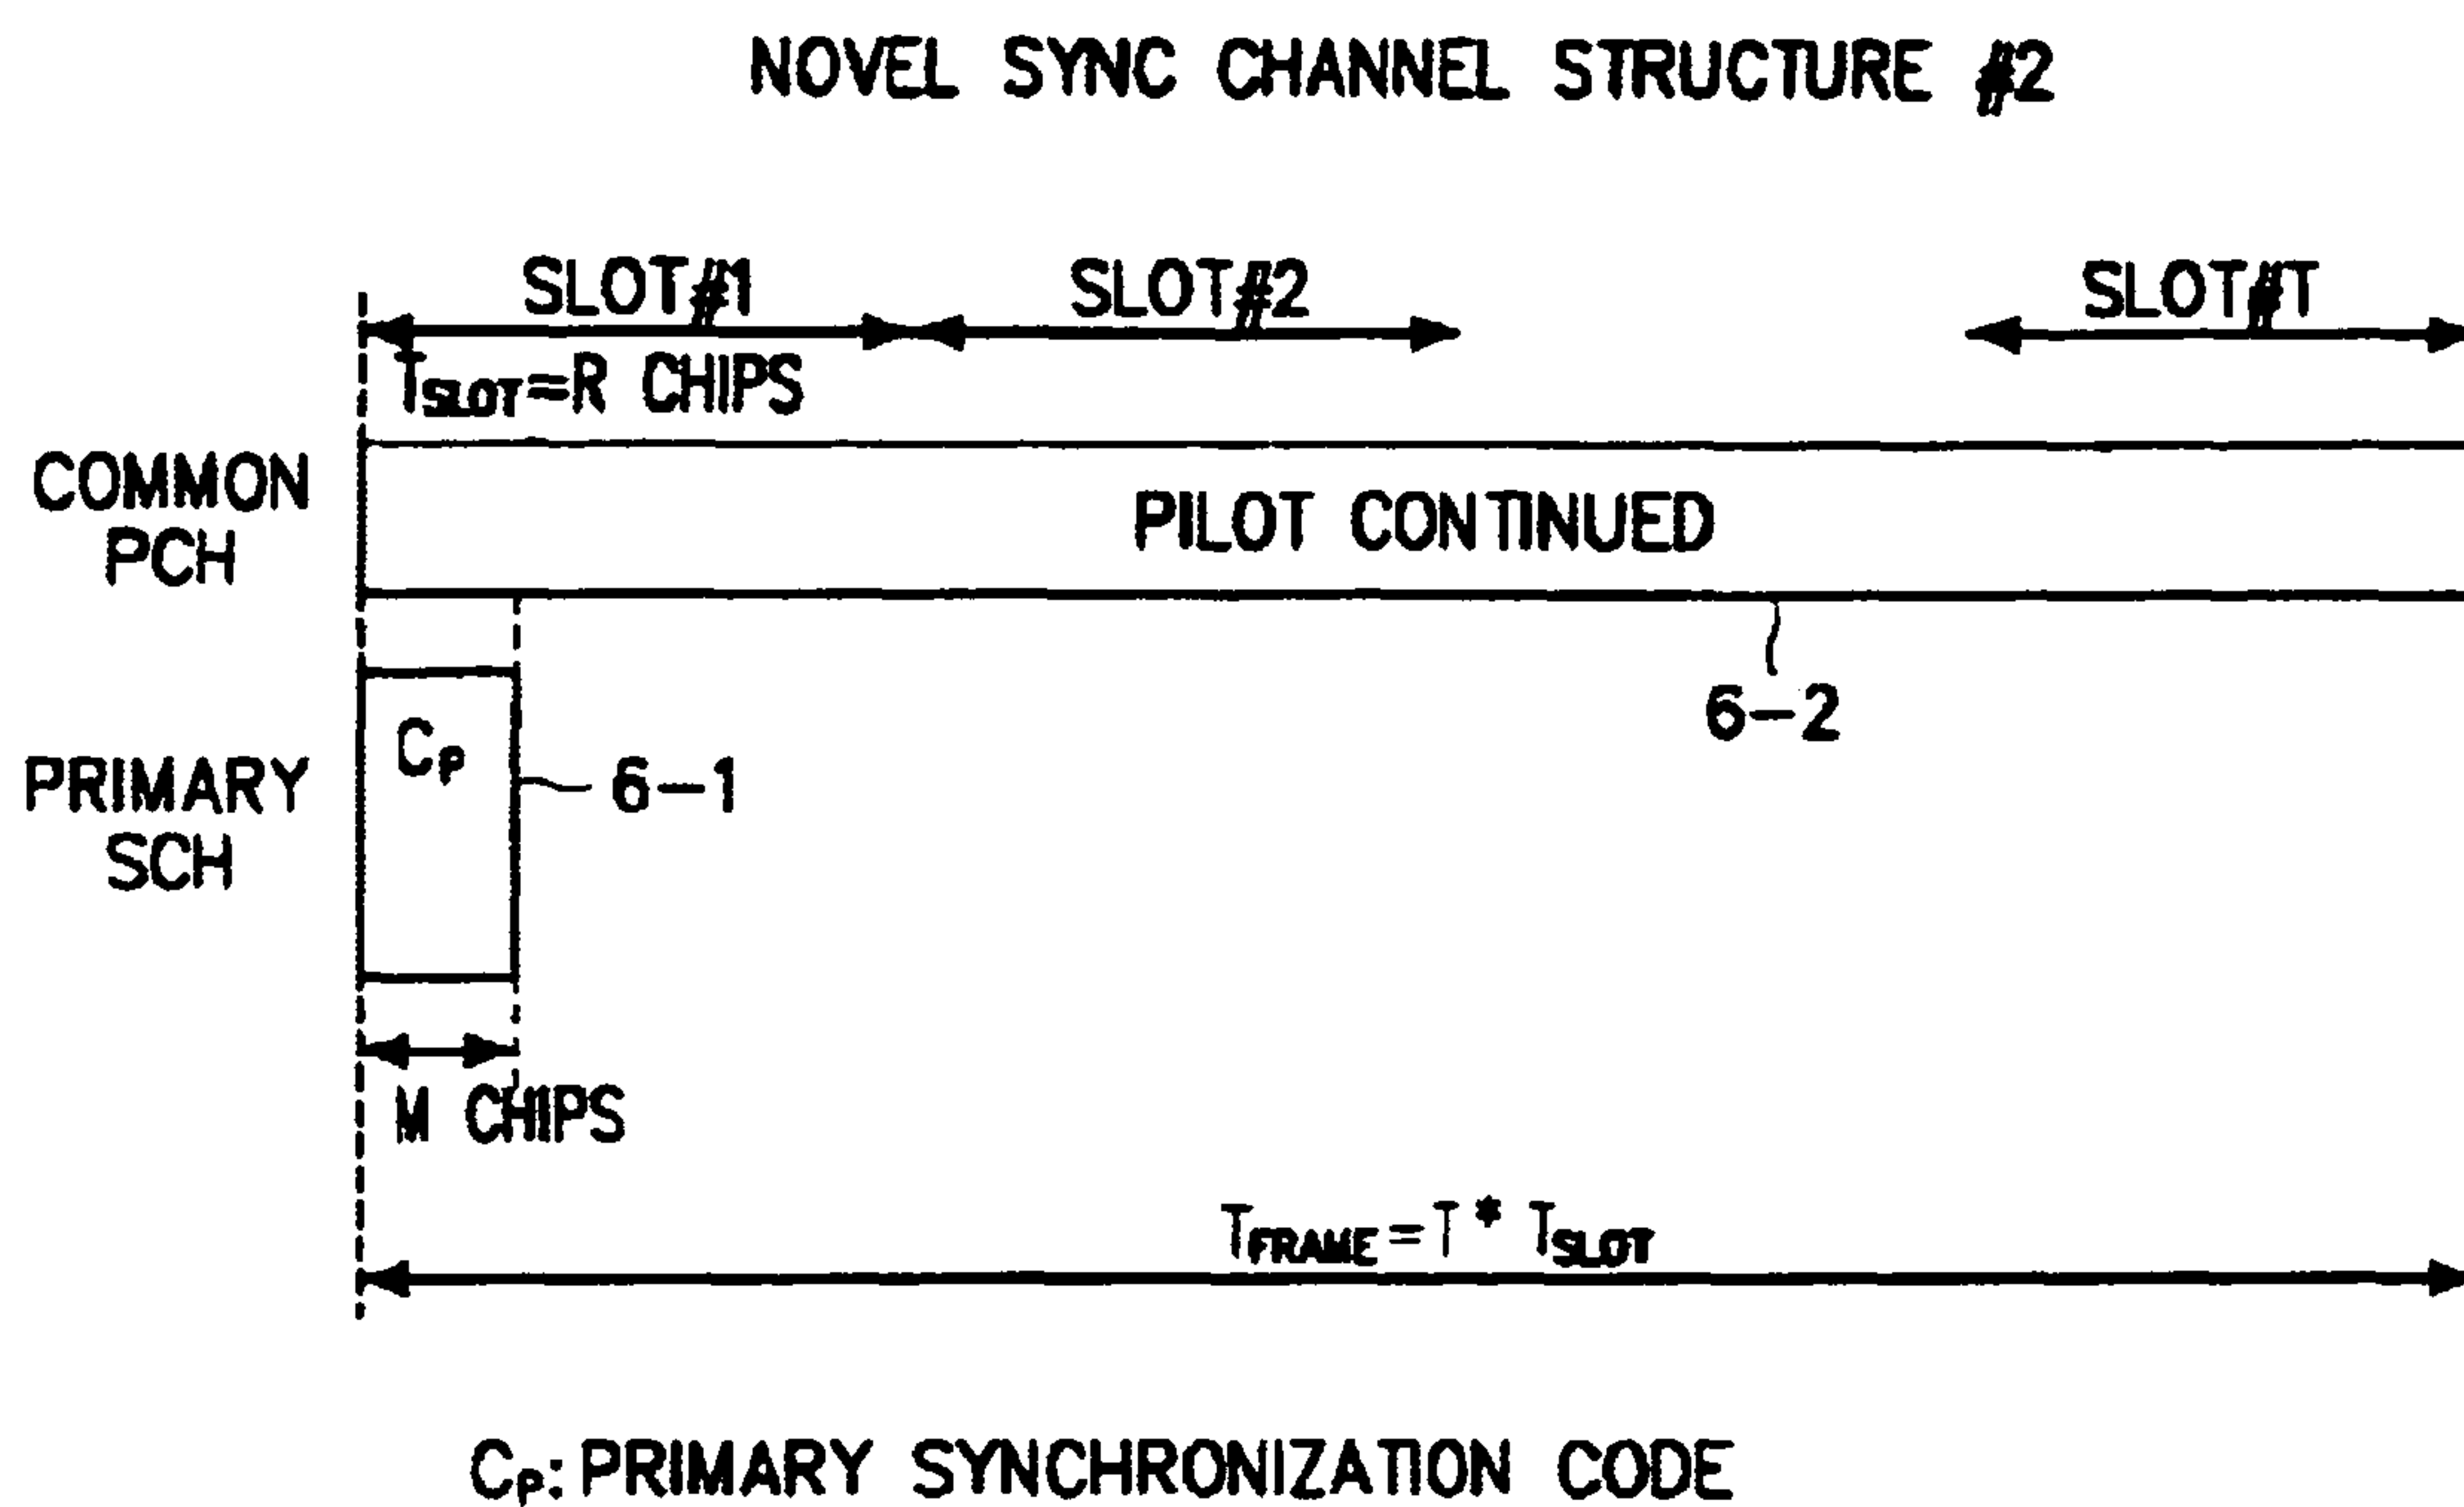 NOVEL SYNC CHANNEL STRUCTURE #2
SLOT#1
SLOT#2
SLOT#T
TSLOT=R CHIPS
COMMON
PCH
PILOT CONTINUED
6-2
CP
6-1
PRIMARY
SCH
M CHIPS
TFRAME=T* TSLOT
CP: PRIMARY SYNCHRONIZATION CODE